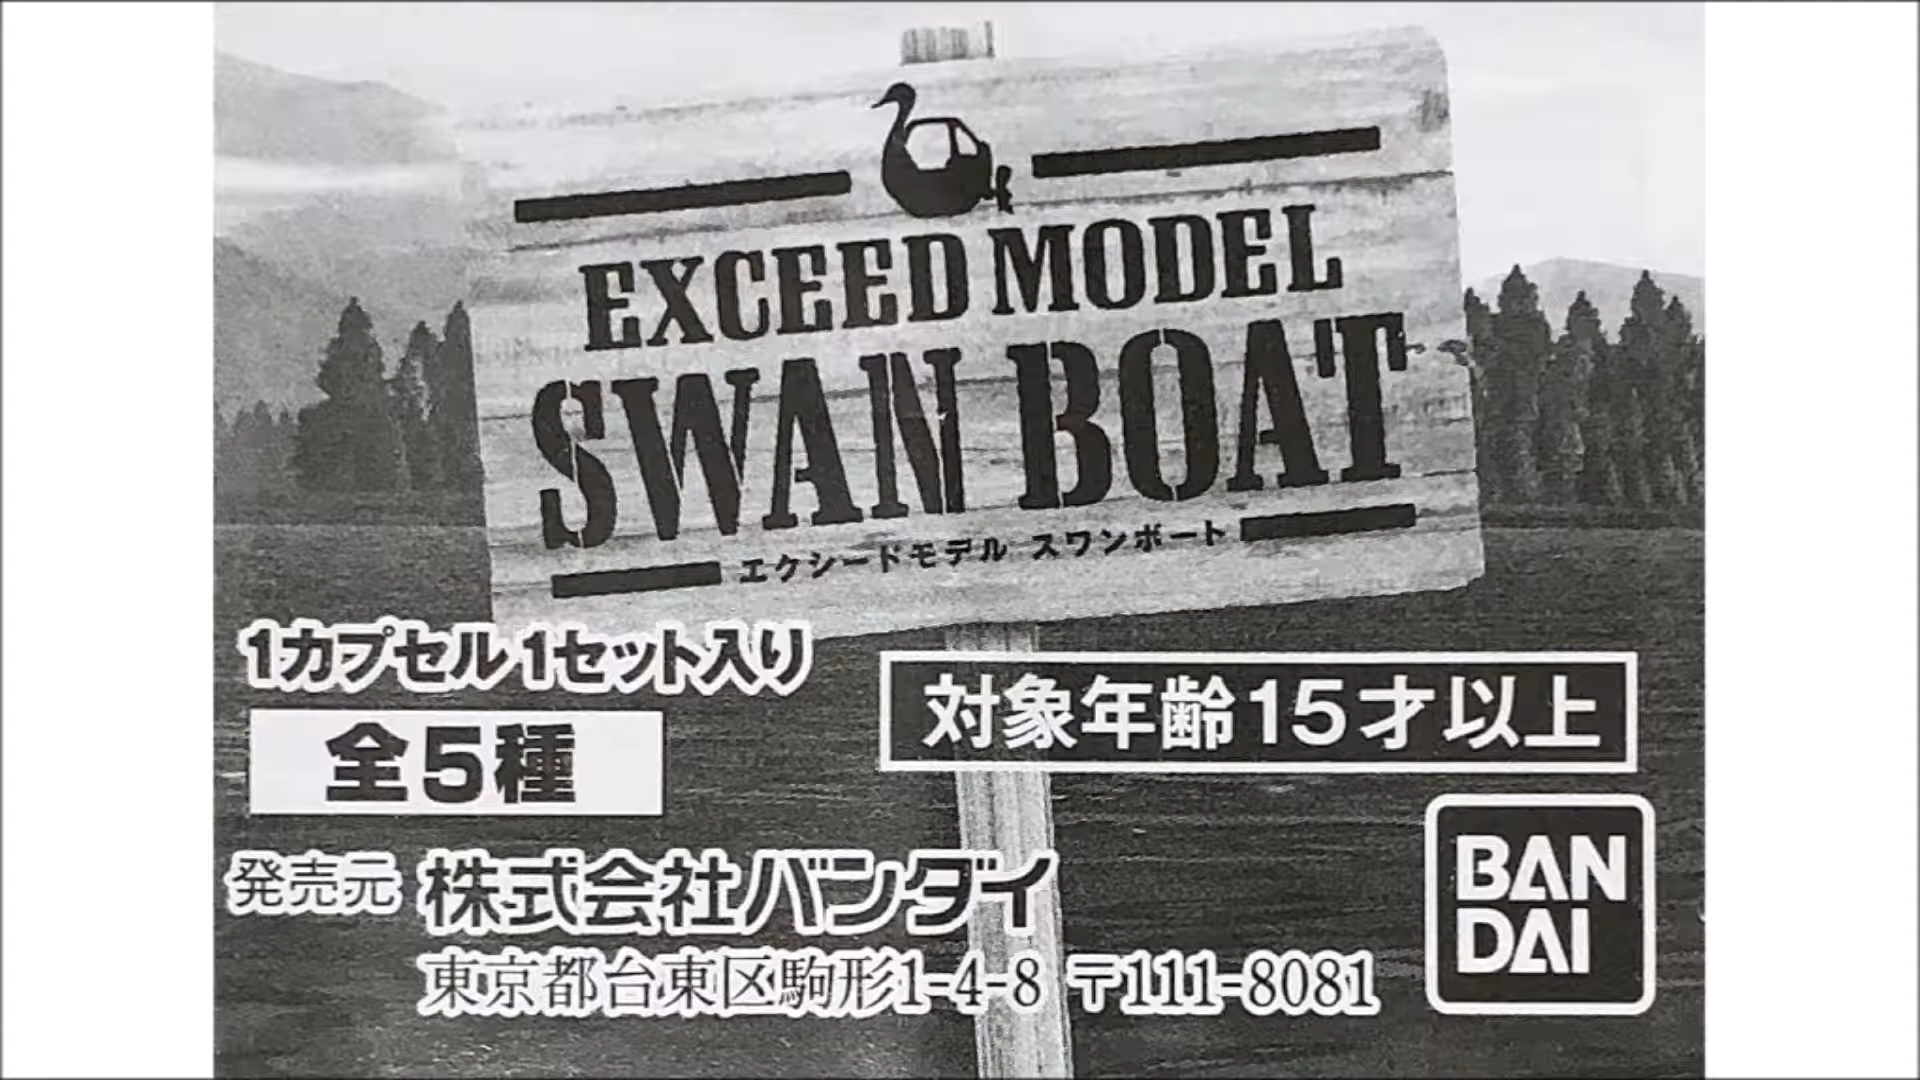 EXCEED MODEL
SWAN BOAT
エクシードモデル スワンボート
1カプセル1セット入り
全5種
対象年齢15才以上
発売元 株式会社バンダイ
東京都台東区駒形1-4-8 〒111-8081
BAN
DAI